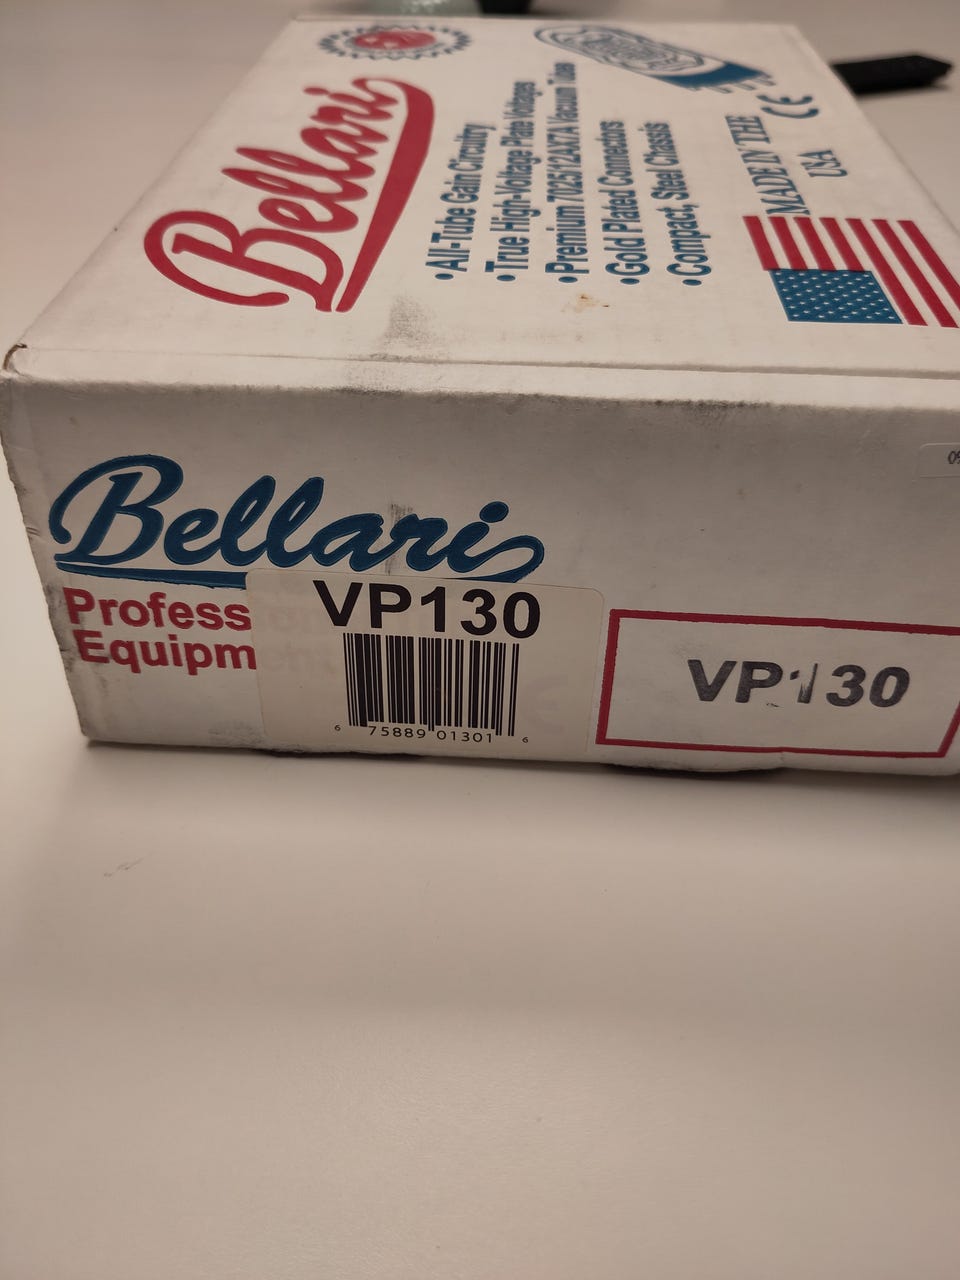 Bellari
•All-Tube Gain Circuitry
•True High-Voltage Plate Voltages
•Premium 7025/12AX7A Vacuum Tubes
•Gold Plated Connectors
•Compact, Steel Chassis
MADE IN THE
USA
CE
Bellari
Profess
Equipm
VP130
6 75889 01301 6
VP130
09